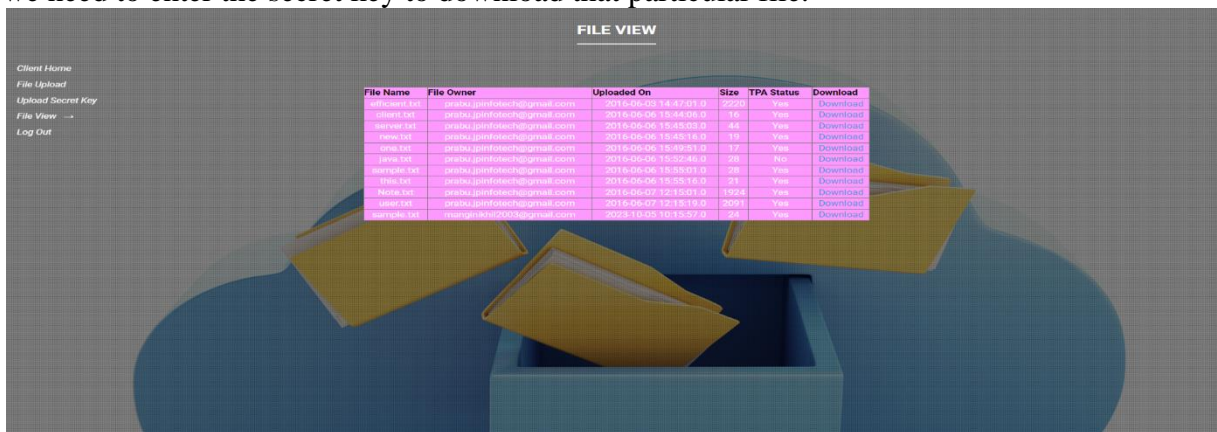 we need to enter the secret key to download that particular file.
FILE VIEW
Client Home
File Upload
Upload Secret Key
File View →
Log Out
File Name File Owner Uploaded On Size TPA Status Download
efficient.txt prabu.jpinfotech@gmail.com 2016-06-03 14:47:01.0 2220 Yes Download
client.txt prabu.jpinfotech@gmail.com 2016-06-06 15:44:06.0 16 Yes Download
server.txt prabu.jpinfotech@gmail.com 2016-06-06 15:45:03.0 44 Yes Download
new.txt prabu.jpinfotech@gmail.com 2016-06-06 15:45:16.0 19 Yes Download
one.txt prabu.jpinfotech@gmail.com 2016-06-06 15:49:51.0 17 Yes Download
java.txt prabu.jpinfotech@gmail.com 2016-06-06 15:52:46.0 28 No Download
sample.txt prabu.jpinfotech@gmail.com 2016-06-06 15:55:01.0 28 Yes Download
this.txt prabu.jpinfotech@gmail.com 2016-06-06 15:55:16.0 21 Yes Download
Note.txt prabu.jpinfotech@gmail.com 2016-06-07 12:15:01.0 1924 Yes Download
user.txt prabu.jpinfotech@gmail.com 2016-06-07 12:15:19.0 2091 Yes Download
sample.txt manginikhil2003@gmail.com 2023-10-05 10:15:57.0 24 Yes Download